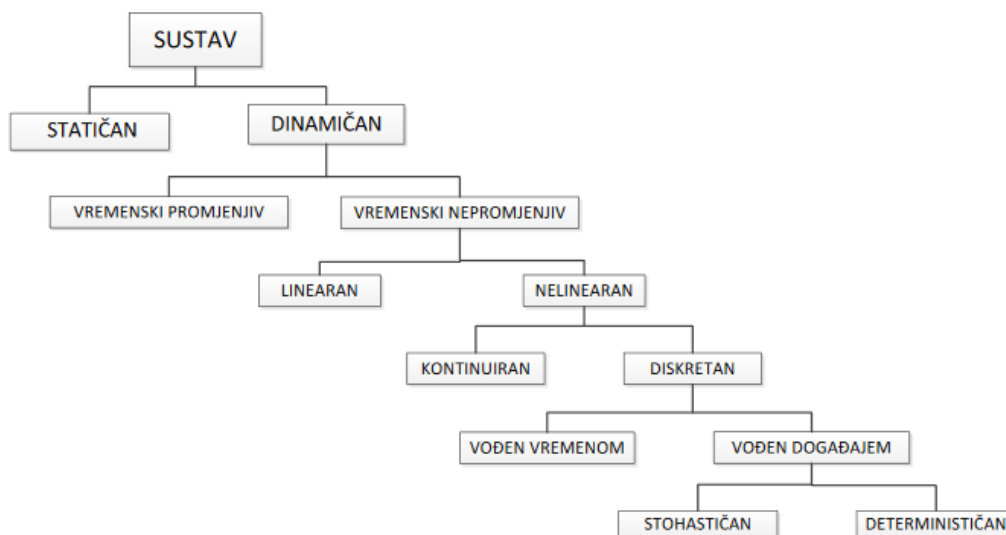 SUSTAV
STATIČAN
DINAMIČAN
VREMENSKI PROMJENJIV
VREMENSKI NEPROMJENJIV
LINEARAN
NELINEARAN
KONTINUIRAN
DISKRETAN
VOĐEN VREMENOM
VOĐEN DOGAĐAJEM
STOHASTIČAN
DETERMINISTIČAN